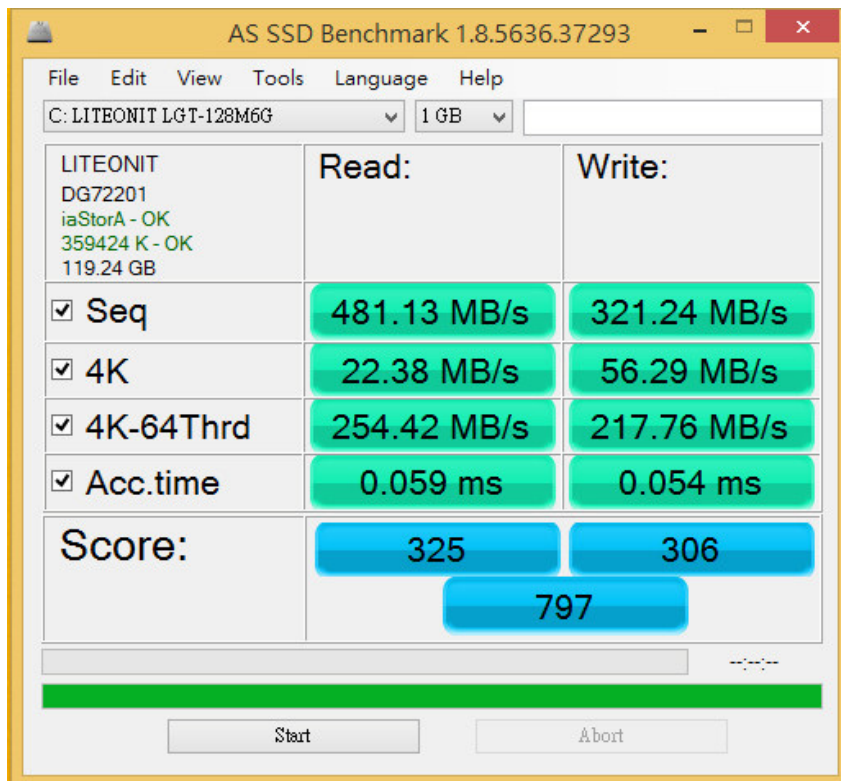 AS SSD Benchmark 1.8.5636.37293
File Edit View Tools Language Help
C: LITEONIT LGT-128M6G 1 GB
LITEONIT
DG72201
iaStorA - OK
359424 K - OK
119.24 GB
Read: Write:
Seq 481.13 MB/s 321.24 MB/s
4K 22.38 MB/s 56.29 MB/s
4K-64Thrd 254.42 MB/s 217.76 MB/s
Acc.time 0.059 ms 0.054 ms
Score: 325 306
797
--:--:--
Start Abort